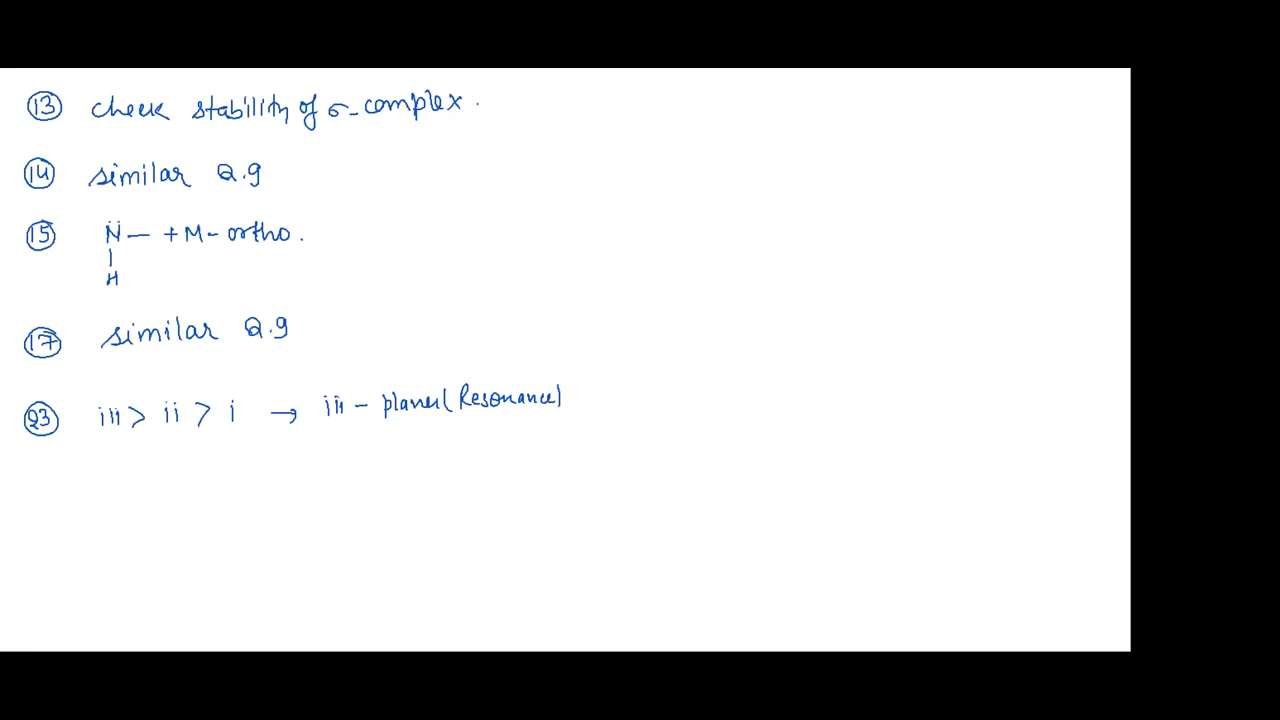 13 check stability of σ-complex.
14 similar Q.9
15 N̈ — +M- ortho.
|
H
17 similar Q.9
23 iii > ii > i → iii - planer (Resonance)